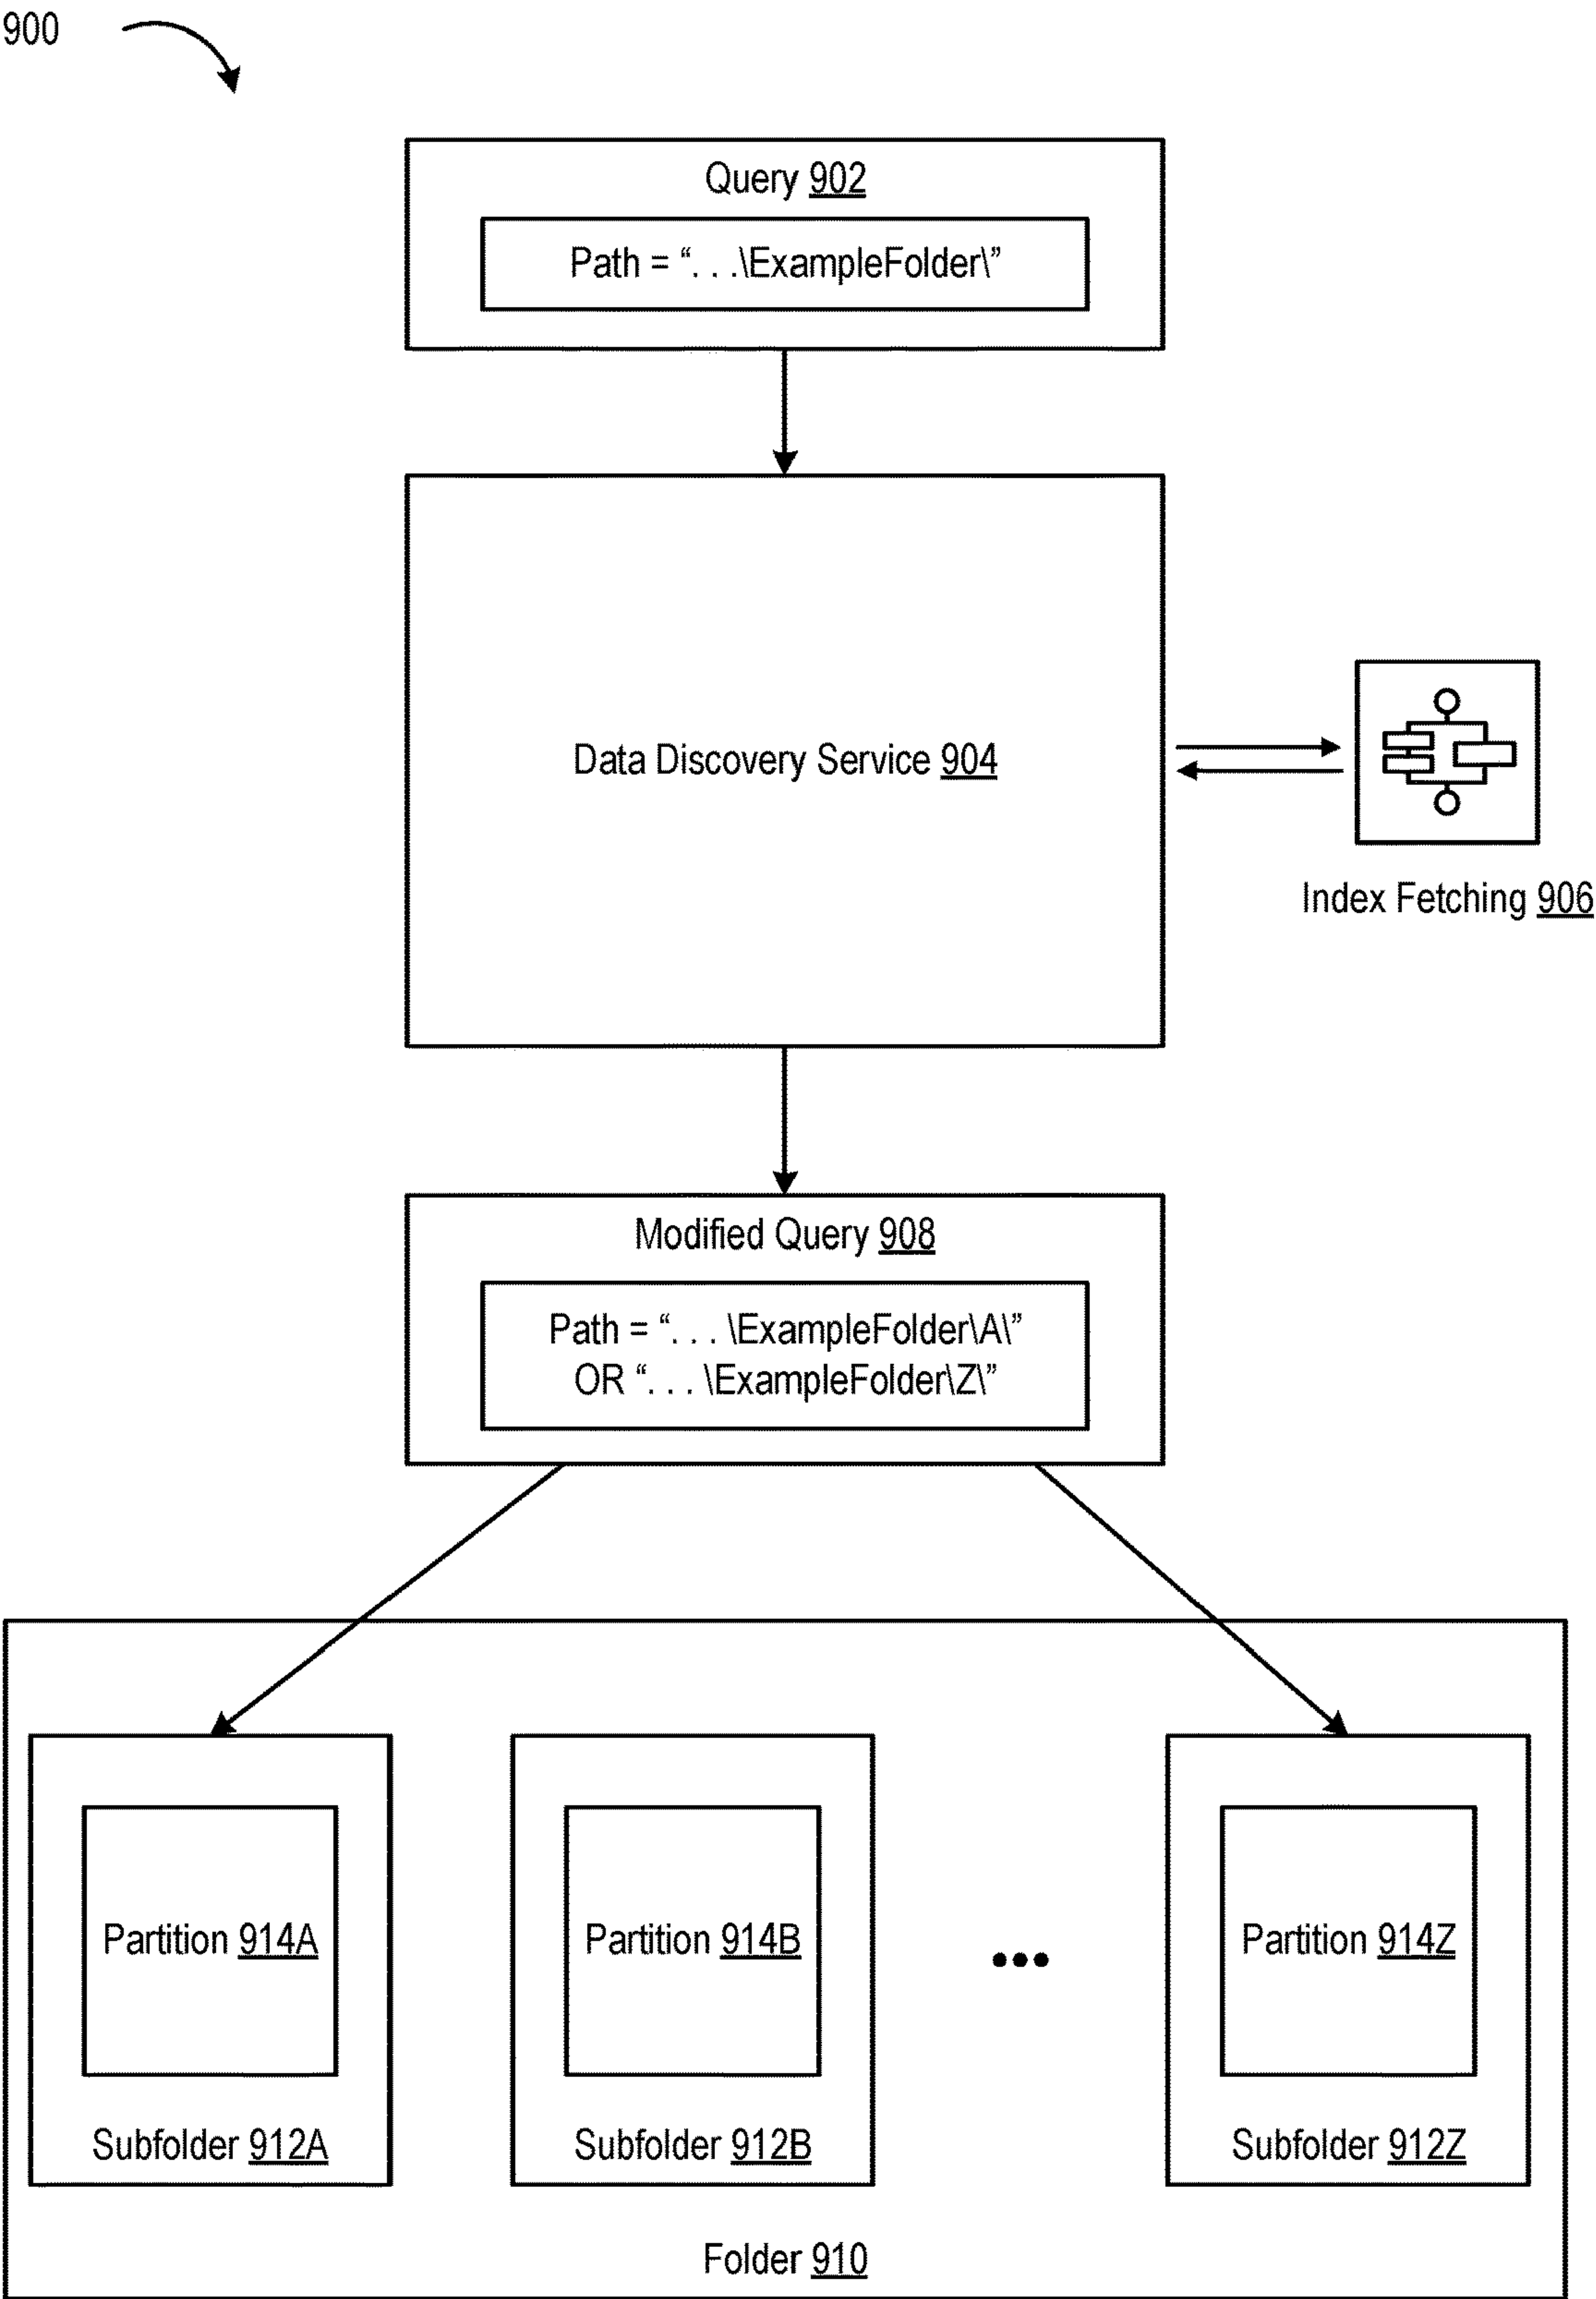 900
Query 902
Path = “. . .\ExampleFolder\”
Data Discovery Service 904
Index Fetching 906
Modified Query 908
Path = “. . . \ExampleFolder\A\”
OR “. . . \ExampleFolder\Z\”
Partition 914A
Partition 914B
•••
Partition 914Z
Subfolder 912A
Subfolder 912B
Subfolder 912Z
Folder 910